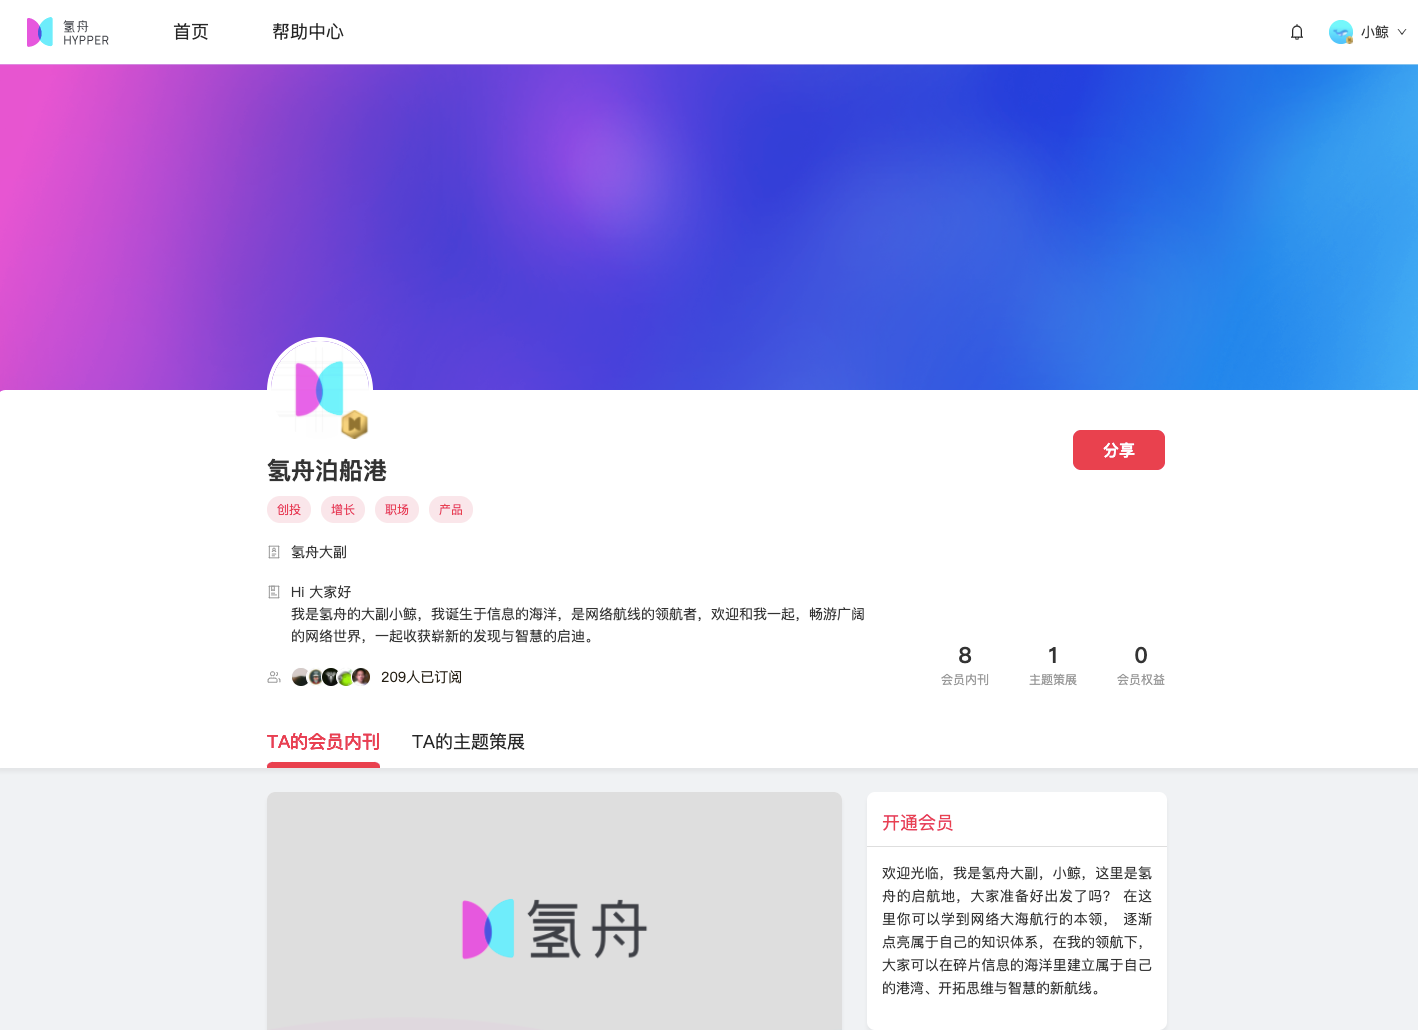 氢舟
HYPPER
首页
帮助中心
小鲸
氢舟泊船港
分享
创投
增长
职场
产品
氢舟大副
Hi 大家好
我是氢舟的大副小鲸，我诞生于信息的海洋，是网络航线的领航者，欢迎和我一起，畅游广阔
的网络世界，一起收获崭新的发现与智慧的启迪。
209人已订阅
8
会员内刊
1
主题策展
0
会员权益
TA的会员内刊
TA的主题策展
氢舟
开通会员
欢迎光临，我是氢舟大副，小鲸，这里是氢
舟的启航地，大家准备好出发了吗？ 在这
里你可以学到网络大海航行的本领， 逐渐
点亮属于自己的知识体系，在我的领航下，
大家可以在碎片信息的海洋里建立属于自己
的港湾、开拓思维与智慧的新航线。